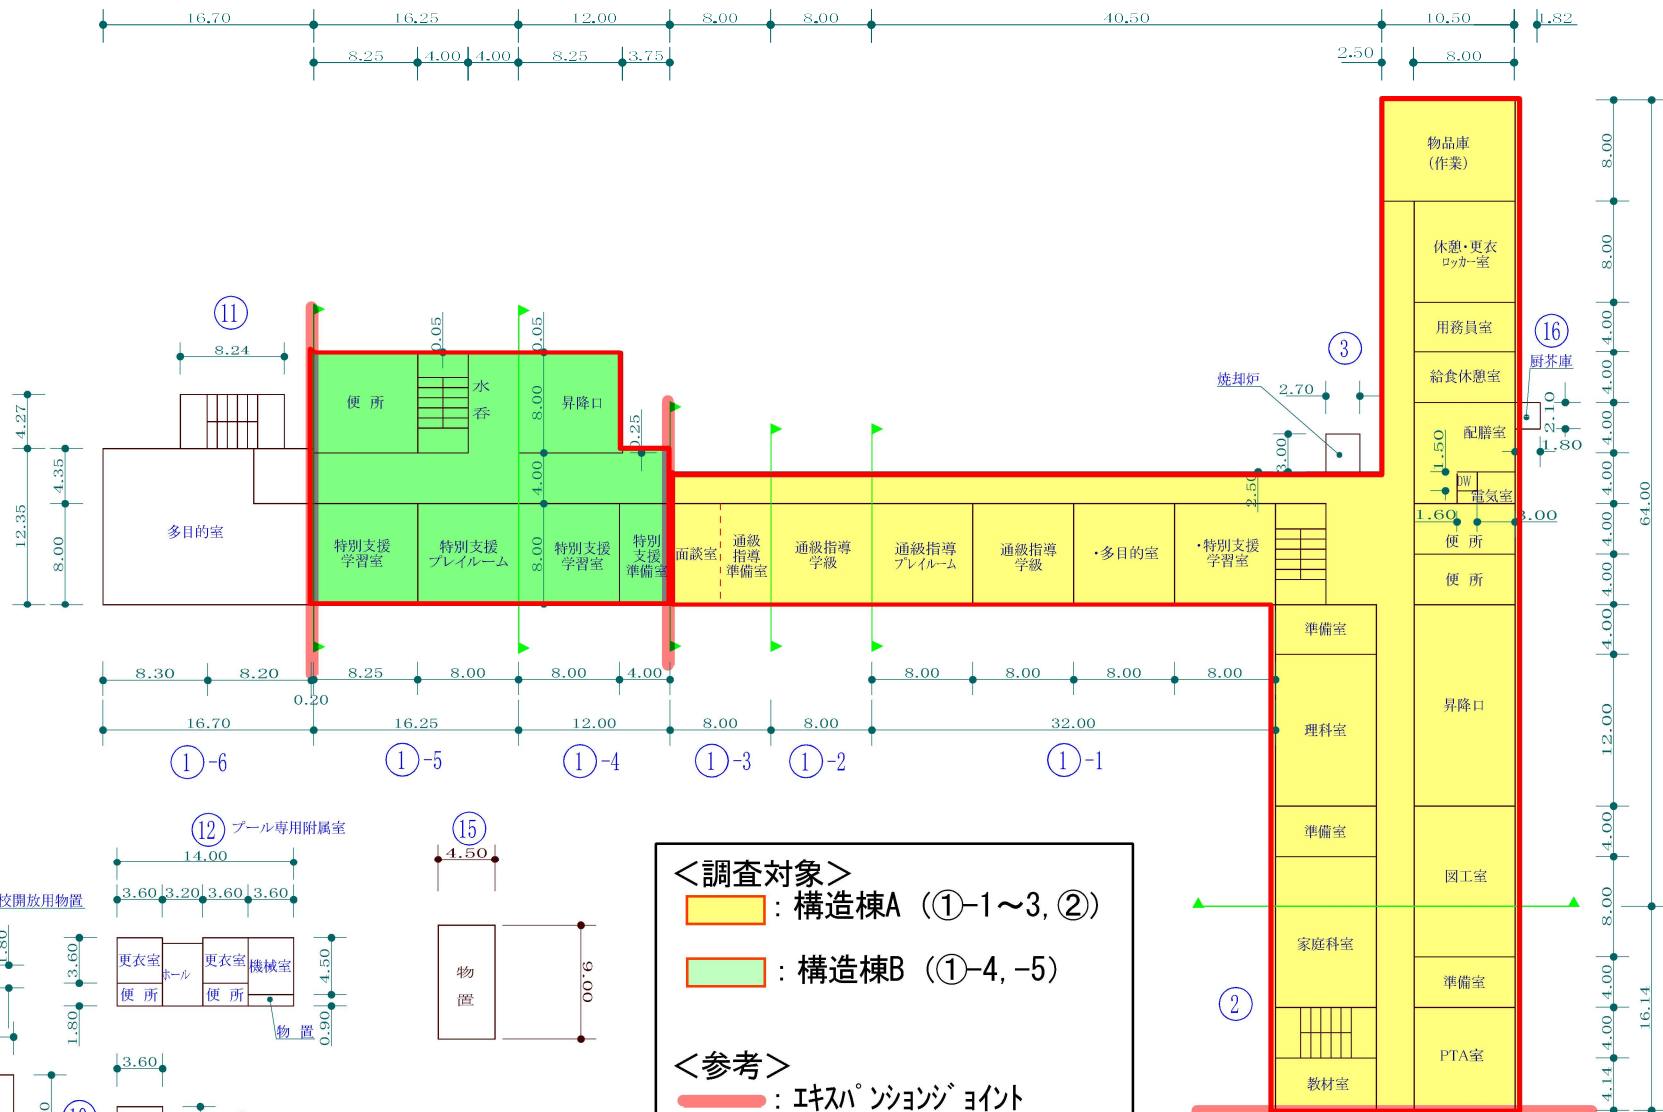 16.70 16.25 12.00 8.00 8.00 40.50 10.50 1.82
8.25 4.00 4.00 8.25 3.75 2.50 8.00
物品庫
(作業)
8.00
休憩・更衣
ロッカー室
8.00
用務員室
4.00
給食休憩室
4.00
配膳室
4.00
DW
電気室
4.00
1.50
1.60 3.00
便 所
4.00
便 所
4.00
4.00
64.00
⑯
厨芥庫
2.10
1.80
③
焼却炉
2.70
3.00
2.50
⑪
8.24
4.27
4.35
12.35
8.00
多目的室
便 所
水
呑
昇降口
0.05
0.05
8.00
0.25
4.00
8.00
特別支援
学習室
特別支援
プレイルーム
特別支援
学習室
特別
支援
準備室
面談室
通級
指導
準備室
通級指導
学級
通級指導
プレイルーム
通級指導
学級
・多目的室
・特別支援
学習室
8.30 8.20 8.25 8.00 8.00 4.00 8.00 8.00 8.00 8.00
0.20
16.70 16.25 12.00 8.00 8.00 32.00
①-6 ①-5 ①-4 ①-3 ①-2 ①-1
準備室
理科室
準備室
家庭科室
教材室
昇降口
図工室
準備室
PTA室
②
12.00
4.00
8.00
4.00
4.00
4.14
16.14
⑫ プール専用附属室
14.00
3.60 3.20 3.60 3.60
校開放用物置
1.80
3.60
1.80
更衣室
ホール
更衣室
機械室
便 所
便 所
物 置
4.50
0.90
3.60
⑮
4.50
物
置
9.00
＜調査対象＞
：構造棟A（①-1～3, ②）
：構造棟B（①-4, -5）
＜参考＞
：エキスパンションジョイント